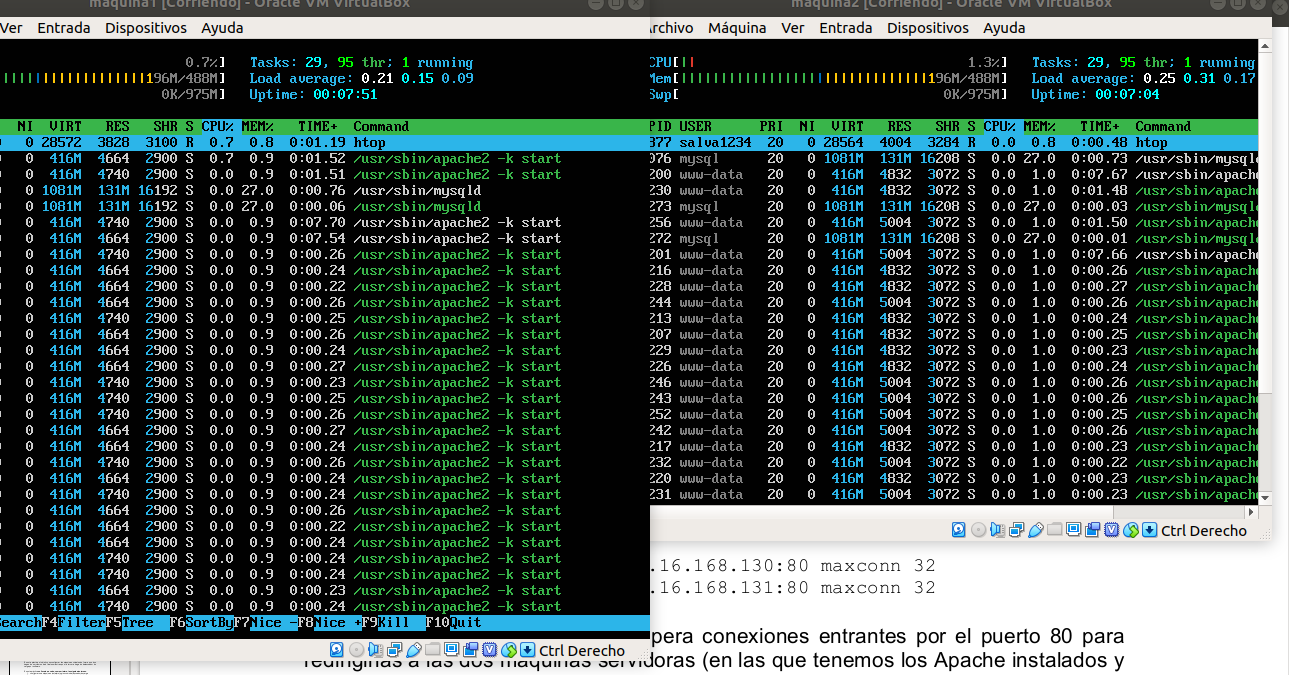 maquina1 [Corriendo] - Oracle VM VirtualBox
Ver Entrada Dispositivos Ayuda
0.7%]
196M/488M]
0K/975M]
Tasks: 29, 95 thr; 1 running
Load average: 0.21 0.15 0.09
Uptime: 00:07:51
NI VIRT RES SHR S CPU% MEM% TIME+ Command
0 28572 3828 3100 R 0.7 0.8 0:01.19 htop
0 416M 4664 2900 S 0.7 0.9 0:01.52 /usr/sbin/apache2 -k start
0 416M 4740 2900 S 0.0 0.9 0:01.51 /usr/sbin/apache2 -k start
0 1081M 131M 16192 S 0.0 27.0 0:00.76 /usr/sbin/mysqld
0 1081M 131M 16192 S 0.0 27.0 0:00.06 /usr/sbin/mysqld
0 416M 4740 2900 S 0.0 0.9 0:07.70 /usr/sbin/apache2 -k start
0 416M 4664 2900 S 0.0 0.9 0:07.54 /usr/sbin/apache2 -k start
0 416M 4740 2900 S 0.0 0.9 0:00.26 /usr/sbin/apache2 -k start
0 416M 4664 2900 S 0.0 0.9 0:00.24 /usr/sbin/apache2 -k start
0 416M 4664 2900 S 0.0 0.9 0:00.22 /usr/sbin/apache2 -k start
0 416M 4740 2900 S 0.0 0.9 0:00.26 /usr/sbin/apache2 -k start
0 416M 4740 2900 S 0.0 0.9 0:00.25 /usr/sbin/apache2 -k start
0 416M 4664 2900 S 0.0 0.9 0:00.26 /usr/sbin/apache2 -k start
0 416M 4664 2900 S 0.0 0.9 0:00.24 /usr/sbin/apache2 -k start
0 416M 4664 2900 S 0.0 0.9 0:00.27 /usr/sbin/apache2 -k start
0 416M 4740 2900 S 0.0 0.9 0:00.23 /usr/sbin/apache2 -k start
0 416M 4740 2900 S 0.0 0.9 0:00.26 /usr/sbin/apache2 -k start
0 416M 4664 2900 S 0.0 0.9 0:00.24 /usr/sbin/apache2 -k start
0 416M 4664 2900 S 0.0 0.9 0:00.27 /usr/sbin/apache2 -k start
0 416M 4740 2900 S 0.0 0.9 0:00.24 /usr/sbin/apache2 -k start
0 416M 4740 2900 S 0.0 0.9 0:00.26 /usr/sbin/apache2 -k start
0 416M 4664 2900 S 0.0 0.9 0:00.24 /usr/sbin/apache2 -k start
0 416M 4740 2900 S 0.0 0.9 0:00.24 /usr/sbin/apache2 -k start
0 416M 4664 2900 S 0.0 0.9 0:00.26 /usr/sbin/apache2 -k start
0 416M 4664 2900 S 0.0 0.9 0:00.22 /usr/sbin/apache2 -k start
0 416M 4664 2900 S 0.0 0.9 0:00.24 /usr/sbin/apache2 -k start
0 416M 4740 2900 S 0.0 0.9 0:00.24 /usr/sbin/apache2 -k start
0 416M 4740 2900 S 0.0 0.9 0:00.24 /usr/sbin/apache2 -k start
0 416M 4664 2900 S 0.0 0.9 0:00.23 /usr/sbin/apache2 -k start
0 416M 4740 2900 S 0.0 0.9 0:00.24 /usr/sbin/apache2 -k start
earchF4FilterF5Tree F6SortByF7Nice -F8Nice +F9Kill F10Quit
Ctrl Derecho
maquina2 [Corriendo] - Oracle VM VirtualBox
Archivo Máquina Ver Entrada Dispositivos Ayuda
CPU[|| 1.3%]
Mem[ 196M/488M]
Swp[ 0K/975M]
Tasks: 29, 95 thr; 1 running
Load average: 0.25 0.31 0.17
Uptime: 00:07:04
PID USER PRI NI VIRT RES SHR S CPU% MEM% TIME+ Command
377 salva1234 20 0 28564 4004 3284 R 0.0 0.8 0:00.48 htop
076 mysql 20 0 1081M 131M 16208 S 0.0 27.0 0:00.73 /usr/sbin/mysql
200 www-data 20 0 416M 4832 3072 S 0.0 1.0 0:07.67 /usr/sbin/apach
230 www-data 20 0 416M 4832 3072 S 0.0 1.0 0:01.48 /usr/sbin/apach
273 mysql 20 0 1081M 131M 16208 S 0.0 27.0 0:00.03 /usr/sbin/mysql
256 www-data 20 0 416M 5004 3072 S 0.0 1.0 0:01.50 /usr/sbin/apach
272 mysql 20 0 1081M 131M 16208 S 0.0 27.0 0:00.01 /usr/sbin/mysql
201 www-data 20 0 416M 5004 3072 S 0.0 1.0 0:07.66 /usr/sbin/apach
216 www-data 20 0 416M 4832 3072 S 0.0 1.0 0:00.26 /usr/sbin/apach
228 www-data 20 0 416M 4832 3072 S 0.0 1.0 0:00.27 /usr/sbin/apach
244 www-data 20 0 416M 5004 3072 S 0.0 1.0 0:00.26 /usr/sbin/apach
213 www-data 20 0 416M 4832 3072 S 0.0 1.0 0:00.24 /usr/sbin/apach
207 www-data 20 0 416M 4832 3072 S 0.0 1.0 0:00.25 /usr/sbin/apach
229 www-data 20 0 416M 4832 3072 S 0.0 1.0 0:00.23 /usr/sbin/apach
226 www-data 20 0 416M 4832 3072 S 0.0 1.0 0:00.24 /usr/sbin/apach
246 www-data 20 0 416M 5004 3072 S 0.0 1.0 0:00.26 /usr/sbin/apach
243 www-data 20 0 416M 5004 3072 S 0.0 1.0 0:00.26 /usr/sbin/apach
252 www-data 20 0 416M 5004 3072 S 0.0 1.0 0:00.25 /usr/sbin/apach
242 www-data 20 0 416M 5004 3072 S 0.0 1.0 0:00.26 /usr/sbin/apach
217 www-data 20 0 416M 4832 3072 S 0.0 1.0 0:00.23 /usr/sbin/apach
232 www-data 20 0 416M 5004 3072 S 0.0 1.0 0:00.22 /usr/sbin/apach
220 www-data 20 0 416M 4832 3072 S 0.0 1.0 0:00.23 /usr/sbin/apach
231 www-data 20 0 416M 5004 3072 S 0.0 1.0 0:00.23 /usr/sbin/apach
Ctrl Derecho
.16.168.130:80 maxconn 32
.16.168.131:80 maxconn 32
pera conexiones entrantes por el puerto 80 para
redirigirlas a las dos máquinas servidoras (en las que tenemos los Apache instalados y